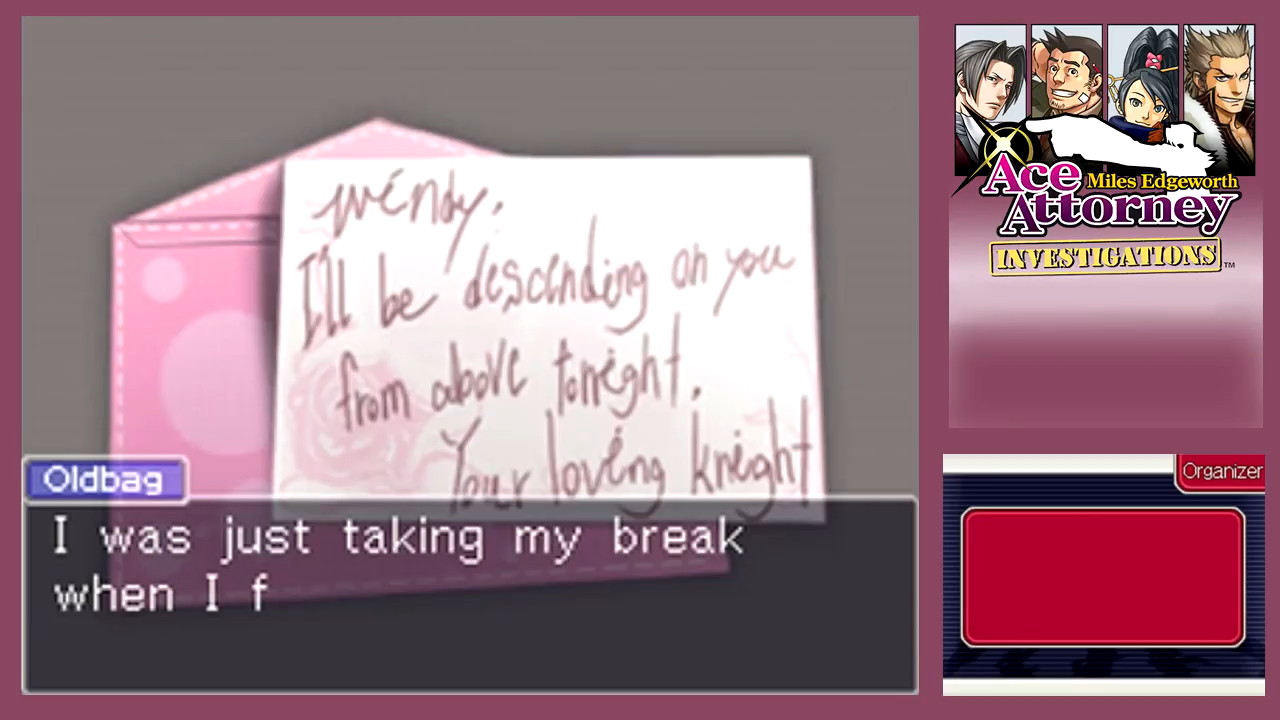 Wendy,
I'll be descending on you
from above tonight.
Your loving knight
Oldbag
I was just taking my break
when I f
Ace
Miles Edgeworth
Attorney
INVESTIGATIONS™
Organizer